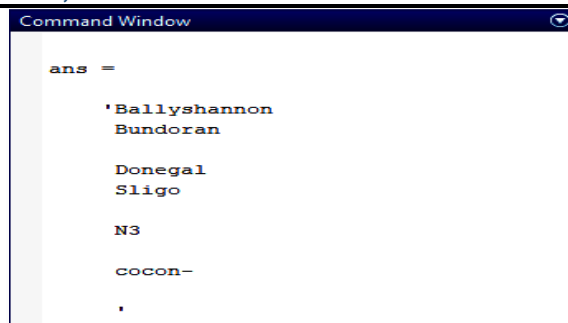 Command Window
ans =
'Ballyshannon
Bundoran
Donegal
Sligo
N3
cocon-
'